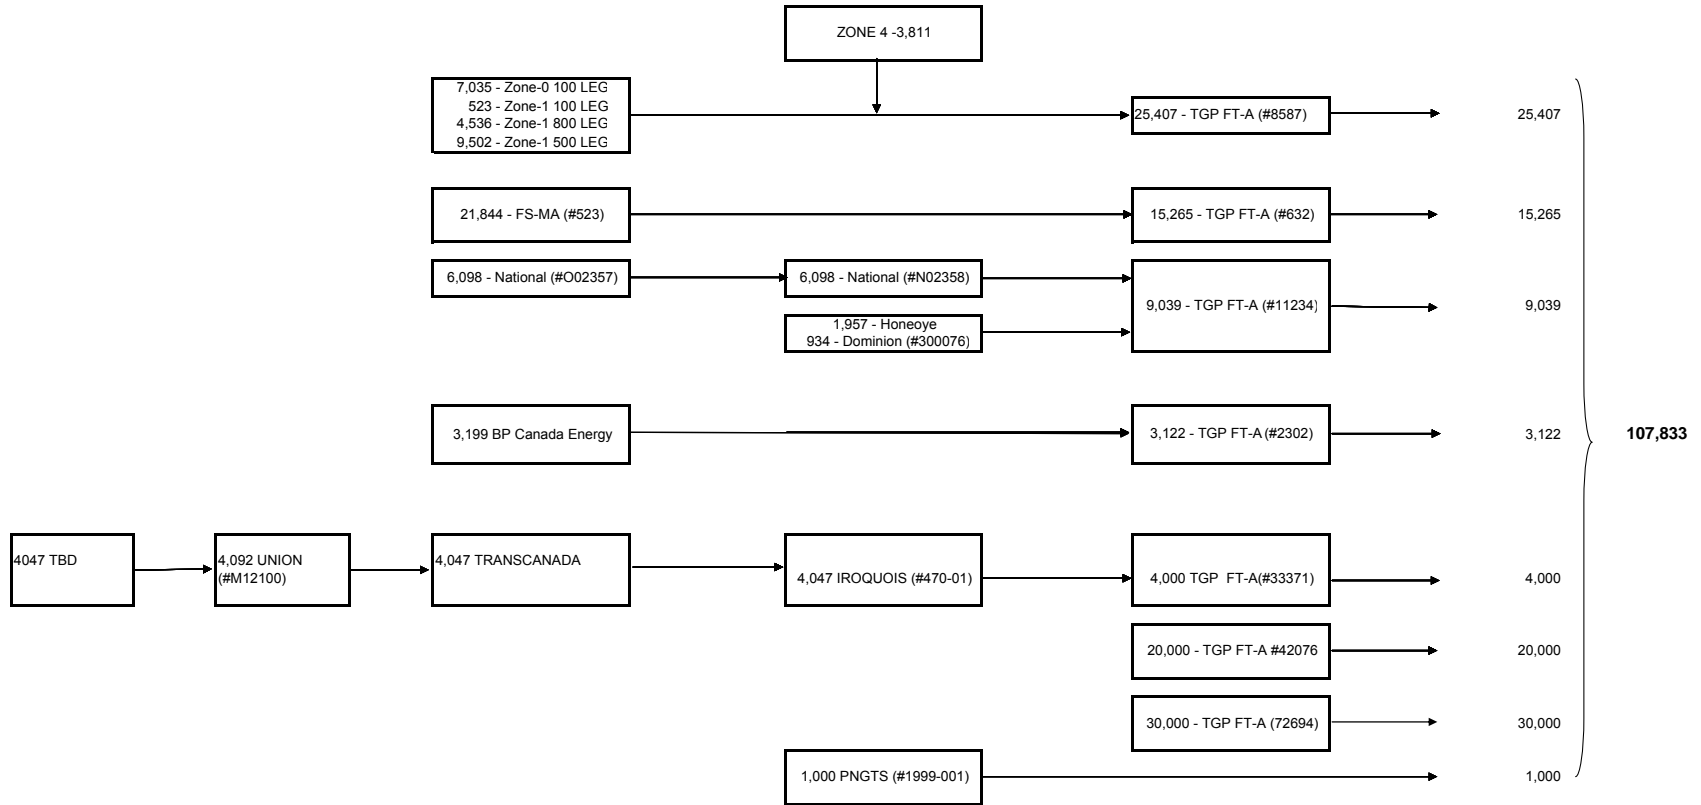 ZONE 4 -3,811
7,035 - Zone-0 100 LEG
523 - Zone-1 100 LEG
4,536 - Zone-1 800 LEG
9,502 - Zone-1 500 LEG
25,407 - TGP FT-A (#8587)
25,407
21,844 - FS-MA (#523)
15,265 - TGP FT-A (#632)
15,265
6,098 - National (#O02357)
6,098 - National (#N02358)
1,957 - Honeoye
934 - Dominion (#300076)
9,039 - TGP FT-A (#11234)
9,039
3,199 BP Canada Energy
3,122 - TGP FT-A (#2302)
3,122
107,833
4047 TBD
4,092 UNION
(#M12100)
4,047 TRANSCANADA
4,047 IROQUOIS (#470-01)
4,000 TGP FT-A(#33371)
4,000
20,000 - TGP FT-A #42076
20,000
30,000 - TGP FT-A (72694)
30,000
1,000 PNGTS (#1999-001)
1,000